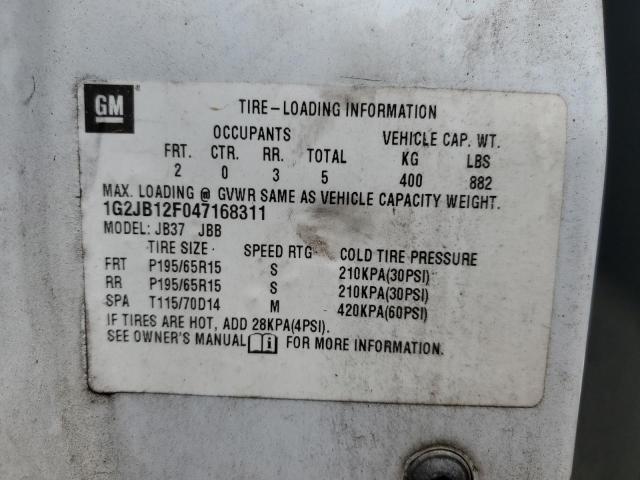 GM
TIRE-LOADING INFORMATION
OCCUPANTS VEHICLE CAP. WT.
FRT. CTR. RR. TOTAL KG LBS
2 0 3 5 400 882
MAX. LOADING @ GVWR SAME AS VEHICLE CAPACITY WEIGHT.
1G2JB12F047168311
MODEL: JB37 JBB
TIRE SIZE SPEED RTG COLD TIRE PRESSURE
FRT P195/65R15 S 210KPA(30PSI)
RR P195/65R15 S 210KPA(30PSI)
SPA T115/70D14 M 420KPA(60PSI)
IF TIRES ARE HOT, ADD 28KPA(4PSI)
SEE OWNER'S MANUAL FOR MORE INFORMATION.